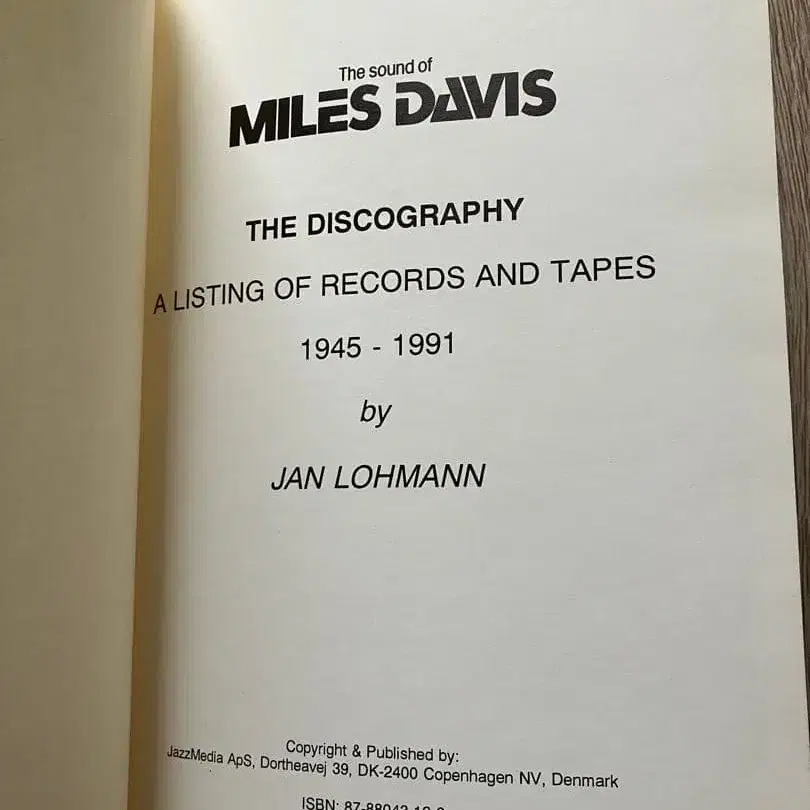 The sound of
MILES DAVIS
THE DISCOGRAPHY
A LISTING OF RECORDS AND TAPES
1945 - 1991
by
JAN LOHMANN
Copyright & Published by:
JazzMedia ApS, Dortheavej 39, DK-2400 Copenhagen NV, Denmark
ISBN: